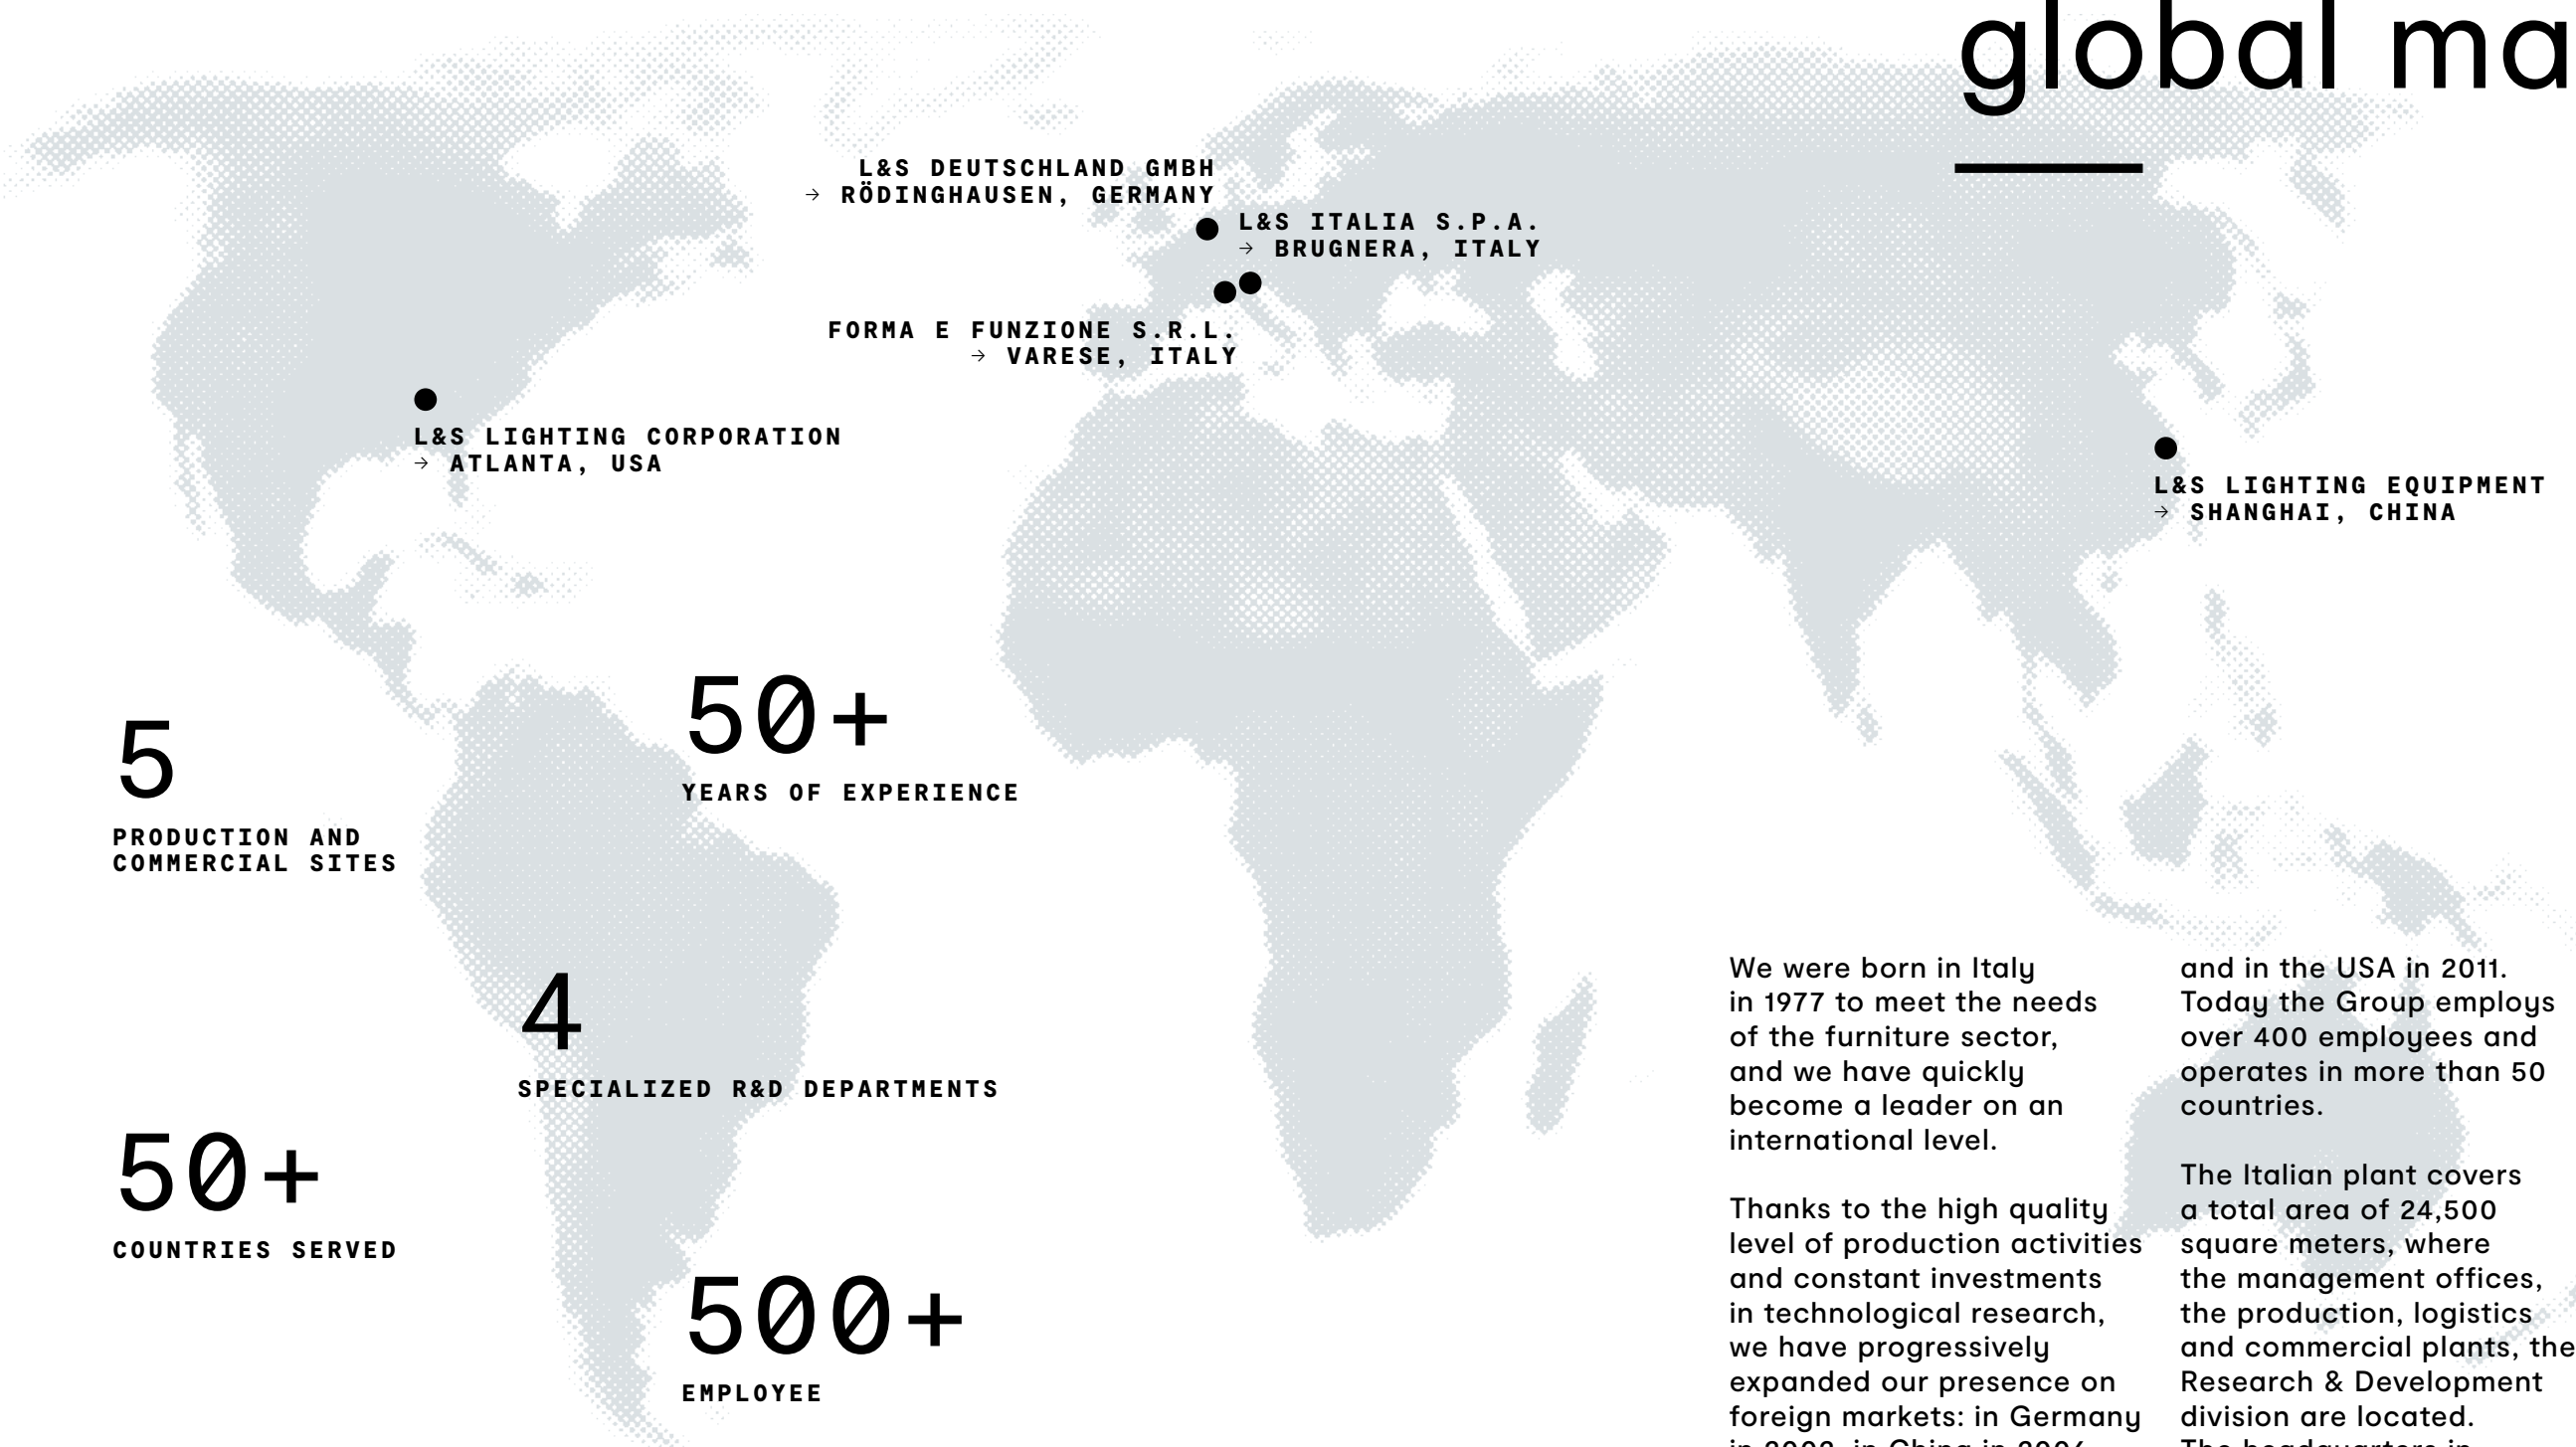 global ma
L&S DEUTSCHLAND GMBH
→ RÖDINGHAUSEN, GERMANY
L&S ITALIA S.P.A.
→ BRUGNERA, ITALY
FORMA E FUNZIONE S.R.L.
→ VARESE, ITALY
L&S LIGHTING CORPORATION
→ ATLANTA, USA
L&S LIGHTING EQUIPMENT
→ SHANGHAI, CHINA
5
PRODUCTION AND
COMMERCIAL SITES
50+
YEARS OF EXPERIENCE
4
SPECIALIZED R&D DEPARTMENTS
50+
COUNTRIES SERVED
500+
EMPLOYEE
We were born in Italy
in 1977 to meet the needs
of the furniture sector,
and we have quickly
become a leader on an
international level.
Thanks to the high quality
level of production activities
and constant investments
in technological research,
we have progressively
expanded our presence on
foreign markets: in Germany
in China in
and in the USA in 2011.
Today the Group employs
over 400 employees and
operates in more than 50
countries.
The Italian plant covers
a total area of 24,500
square meters, where
the management offices,
the production, logistics
and commercial plants, the
Research & Development
division are located.
The headquarters in